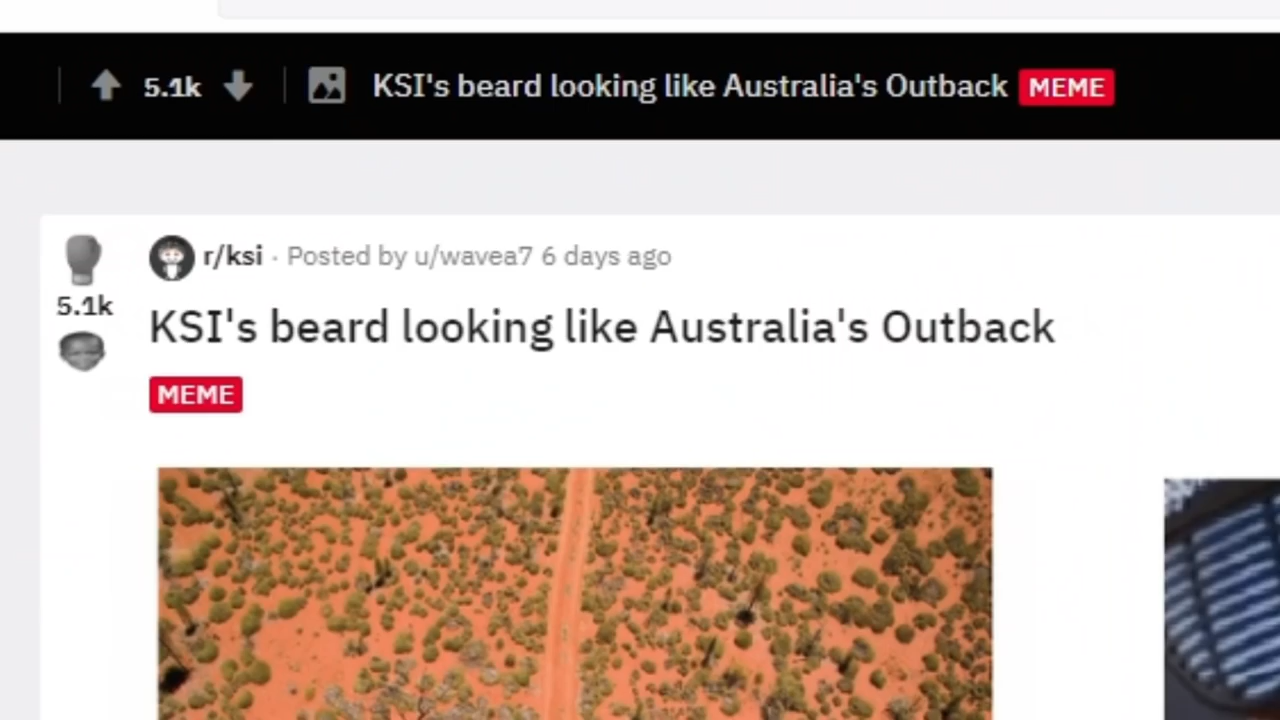 5.1k KSI's beard looking like Australia's Outback MEME
r/ksi · Posted by u/wavea7 6 days ago
5.1k
KSI's beard looking like Australia's Outback
MEME